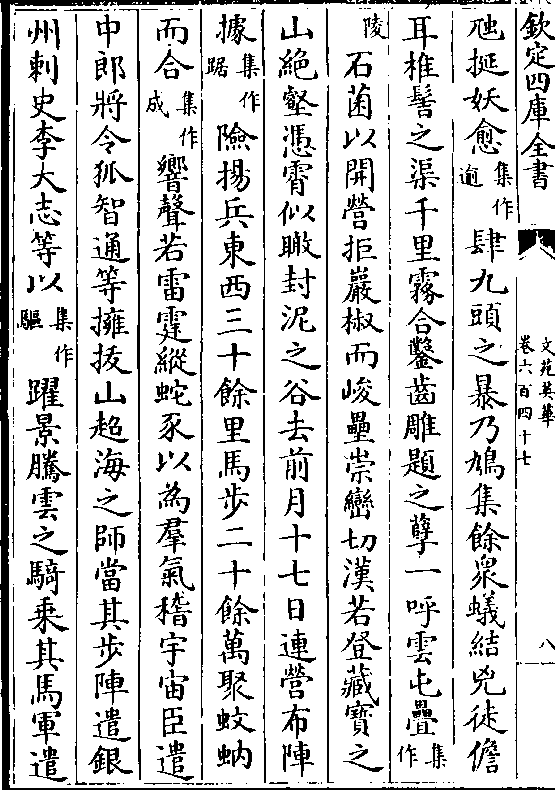 欽定四庫全書
文苑英華
卷六百四十七
八
虺挻妖愈集作逾肆九頭之暴乃鳩集餘衆蟻結兇徒儋
耳椎髻之渠千里霧合鑿齒雕題之孽一呼雲屯疊集作
陵石菌以開營拒巖椒而峻壘崇巒切漢若登藏寶之
山絶壑憑霄似瞰封泥之谷去前月十七日連營布陣
據集作踞險揚兵東西三十餘里馬步二十餘萬聚蚊蚋
而合集作成響聲若雷霆縱蛇豕以為羣氣稽宇宙臣遣
中郎將令狐智通等擁抜山超海之師當其步陣遣銀
州刺史李大志等以集作驅躍景騰雲之騎乘其馬軍遣